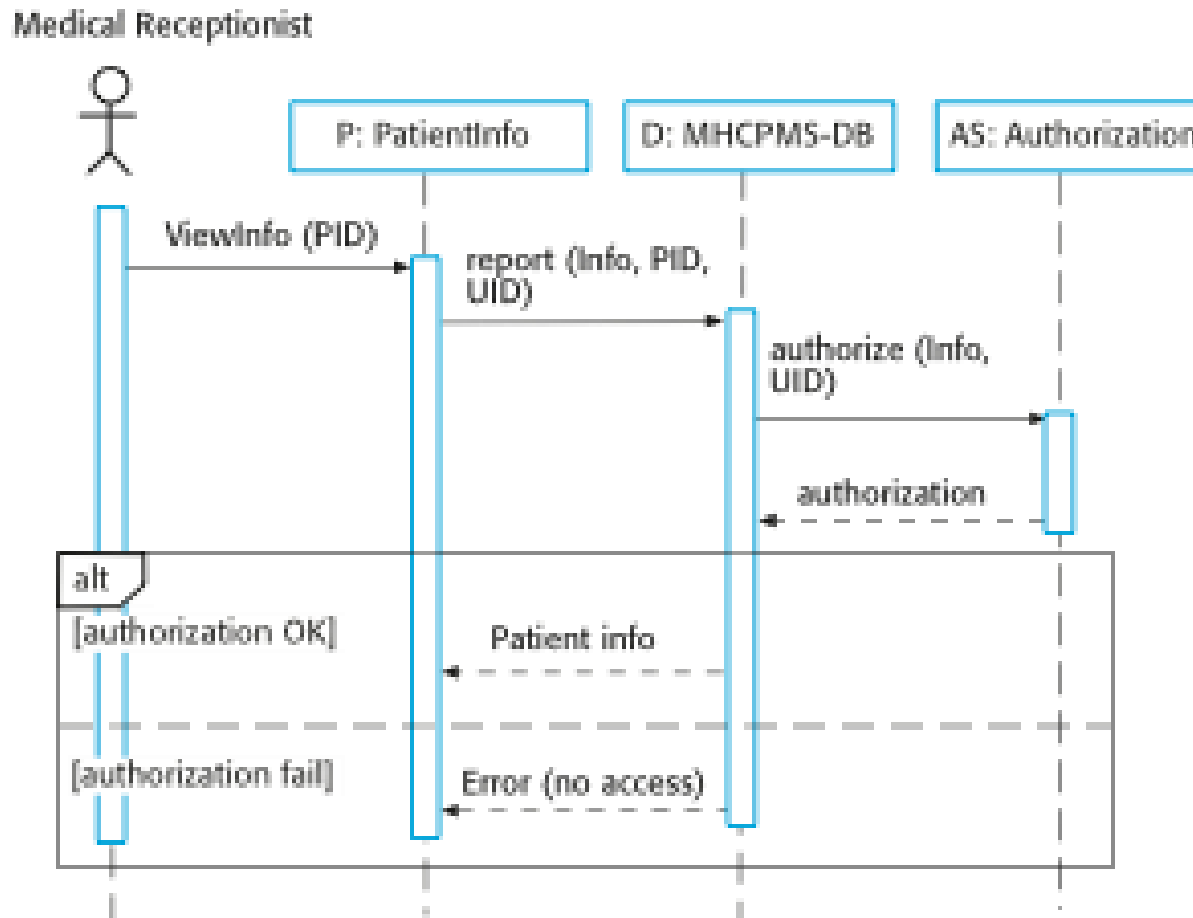 Medical Receptionist
P: PatientInfo
D: MHCPMS-DB
AS: Authorization
ViewInfo (PID)
report (Info, PID,
UID)
authorize (Info,
UID)
authorization
alt
[authorization OK]
Patient info
[authorization fail]
Error (no access)